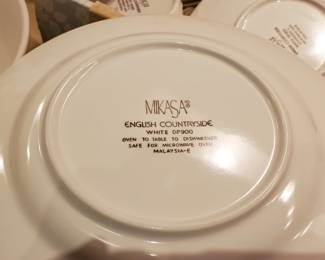 MIKASA®
ENGLISH COUNTRYSIDE
WHITE DP900
OVEN TO TABLE TO DISHWASHER
SAFE FOR MICROWAVE OVEN
MALAYSIA-E